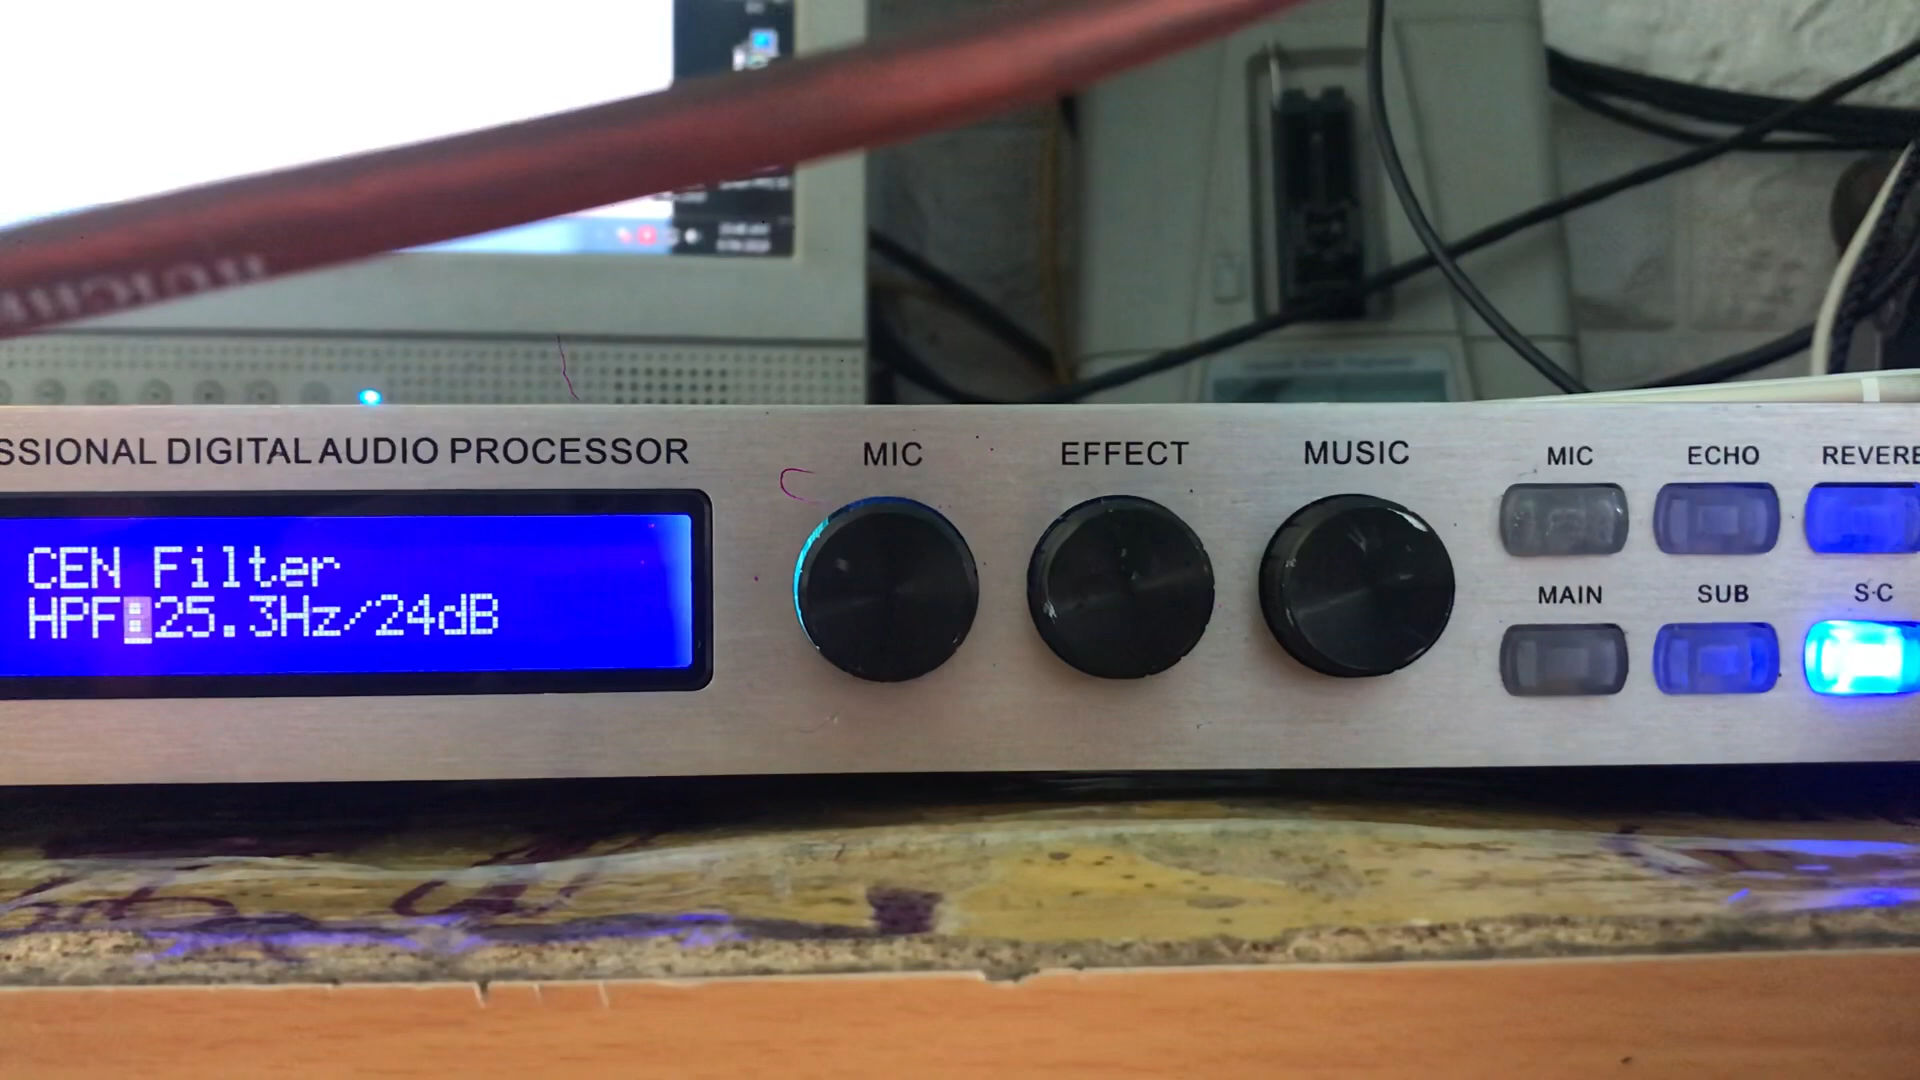 SSIONAL DIGITAL AUDIO PROCESSOR
MIC
EFFECT
MUSIC
MIC
ECHO
REVERB
MAIN
SUB
S·C
CEN Filter
HPF:25.3Hz/24dB